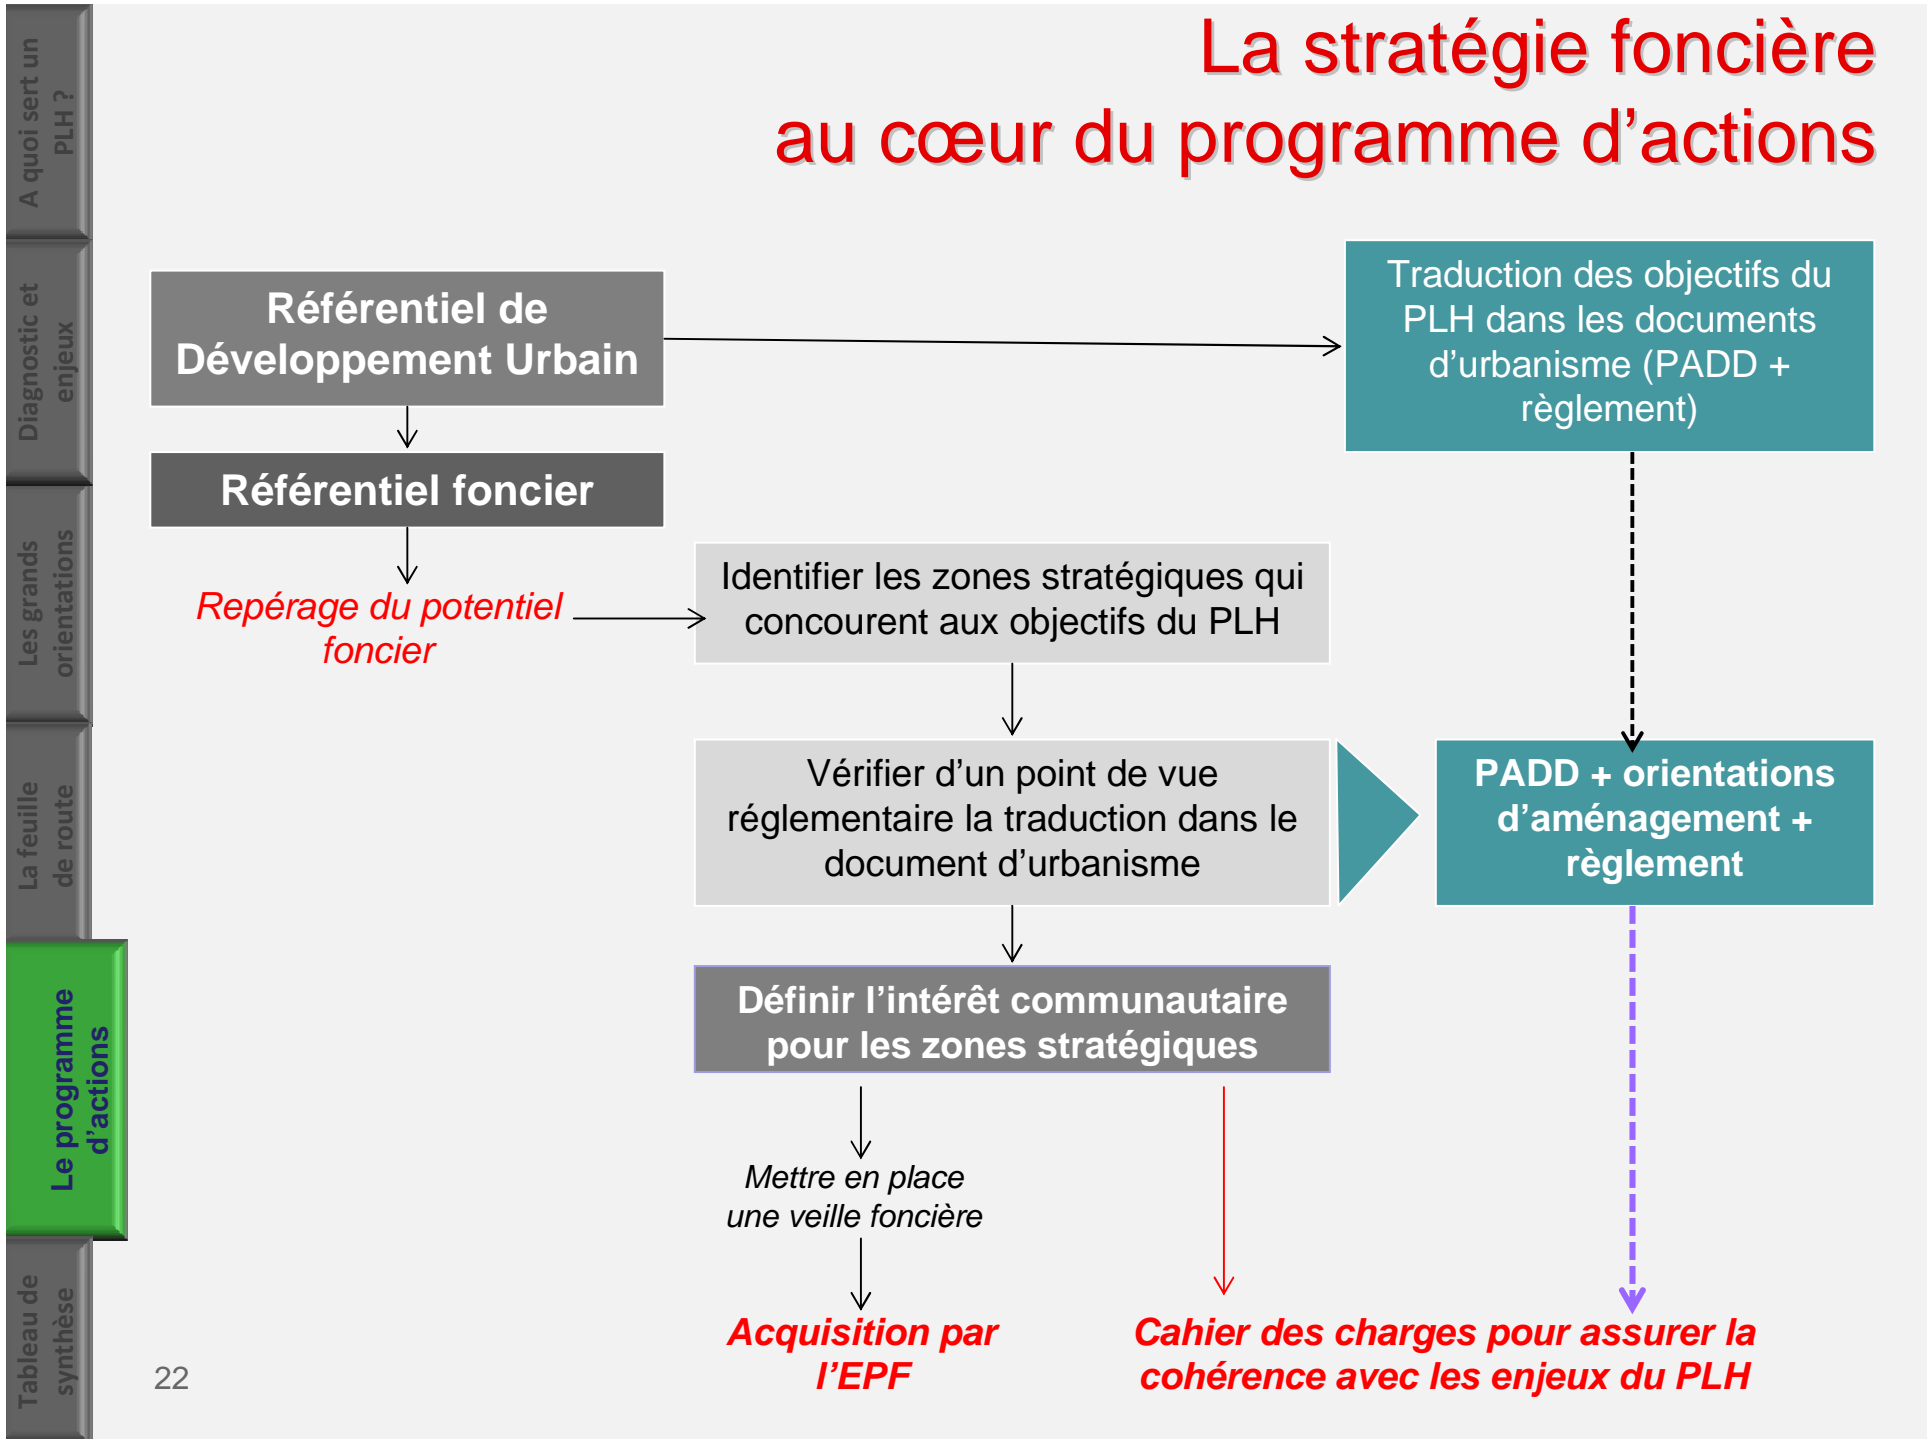 La stratégie foncière
au cœur du programme d’actions
A quoi sert un
PLH ?
Diagnostic et
enjeux
Les grands
orientations
La feuille
de route
Le programme
d’actions
Tableau de
synthèse
Référentiel de
Développement Urbain
Traduction des objectifs du
PLH dans les documents
d’urbanisme (PADD +
règlement)
Référentiel foncier
Repérage du potentiel
foncier
Identifier les zones stratégiques qui
concourent aux objectifs du PLH
Vérifier d’un point de vue
réglementaire la traduction dans le
document d’urbanisme
PADD + orientations
d’aménagement +
règlement
Définir l’intérêt communautaire
pour les zones stratégiques
Mettre en place
une veille foncière
Acquisition par
l’EPF
Cahier des charges pour assurer la
cohérence avec les enjeux du PLH
22